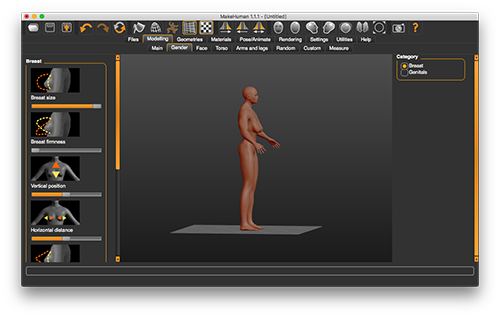 MakeHuman 1.1.1 - [Untitled]
Files Modelling Geometries Materials Pose/Animate Rendering Settings Utilities Help
Main Gender Face Torso Arms and legs Random Custom Measure
Breast
Breast size
Breast firmness
Vertical position
Horizontal distance
Category
Breast
Genitals